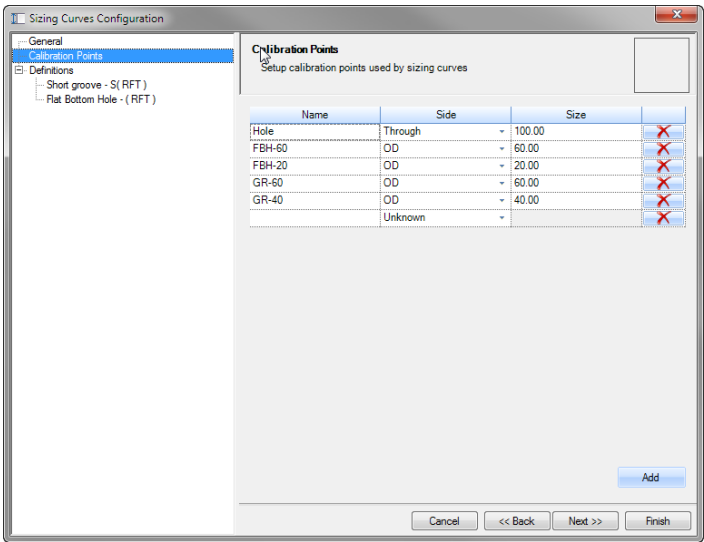 Sizing Curves Configuration
General
Calibration Points
Definitions
Short groove - S( RFT )
Flat Bottom Hole - ( RFT )
Calibration Points
Setup calibration points used by sizing curves
Name Side Size
Hole Through 100.00
FBH-60 OD 60.00
FBH-20 OD 20.00
GR-60 OD 60.00
GR-40 OD 40.00
Unknown
Add
Cancel << Back Next >> Finish